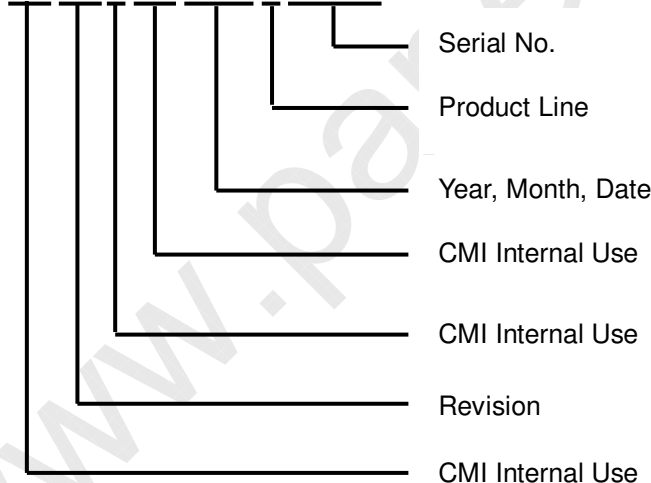 Serial No.
Product Line
Year, Month, Date
CMI Internal Use
CMI Internal Use
Revision
CMI Internal Use